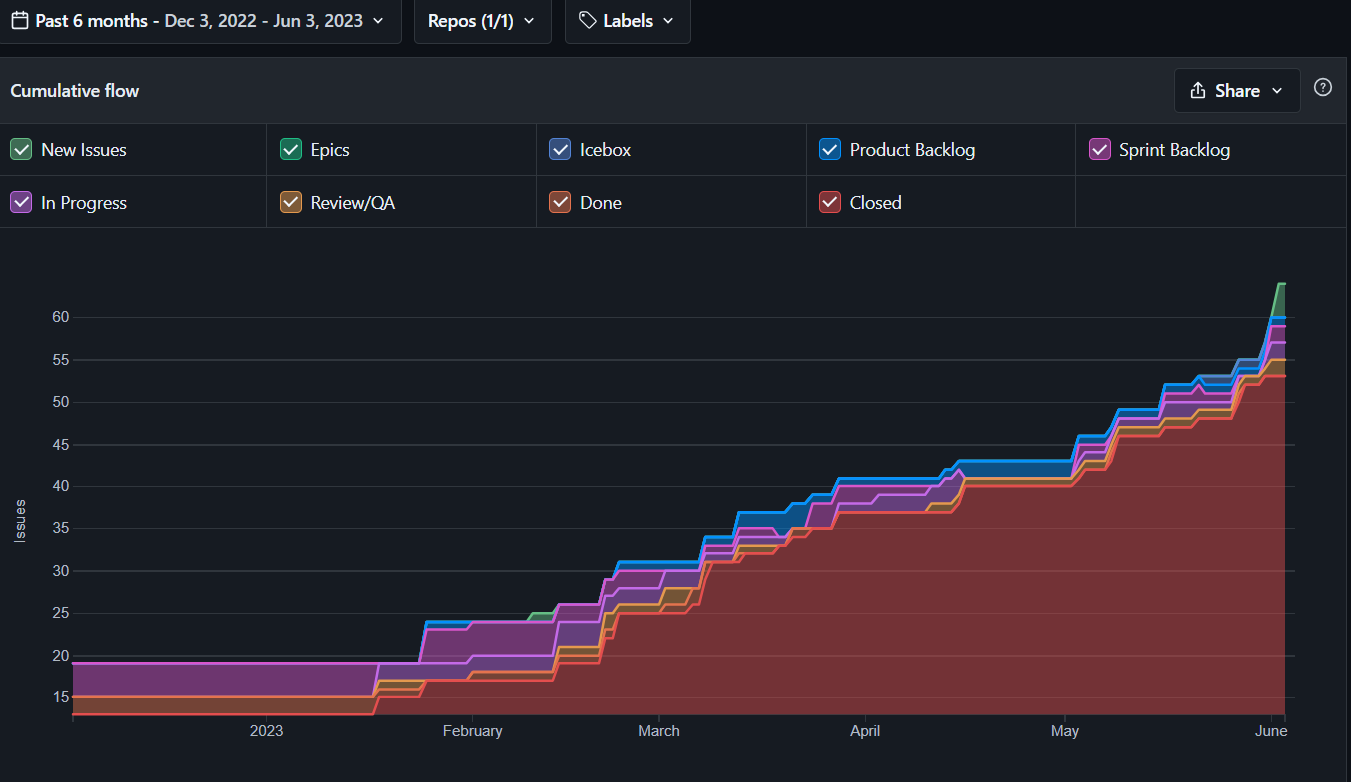 Past 6 months - Dec 3, 2022 - Jun 3, 2023 Repos (1/1) Labels
Cumulative flow Share ?
New Issues Epics Icebox Product Backlog Sprint Backlog
In Progress Review/QA Done Closed
60
55
50
45
40
35
30
25
20
15
Issues
2023 February March April May June